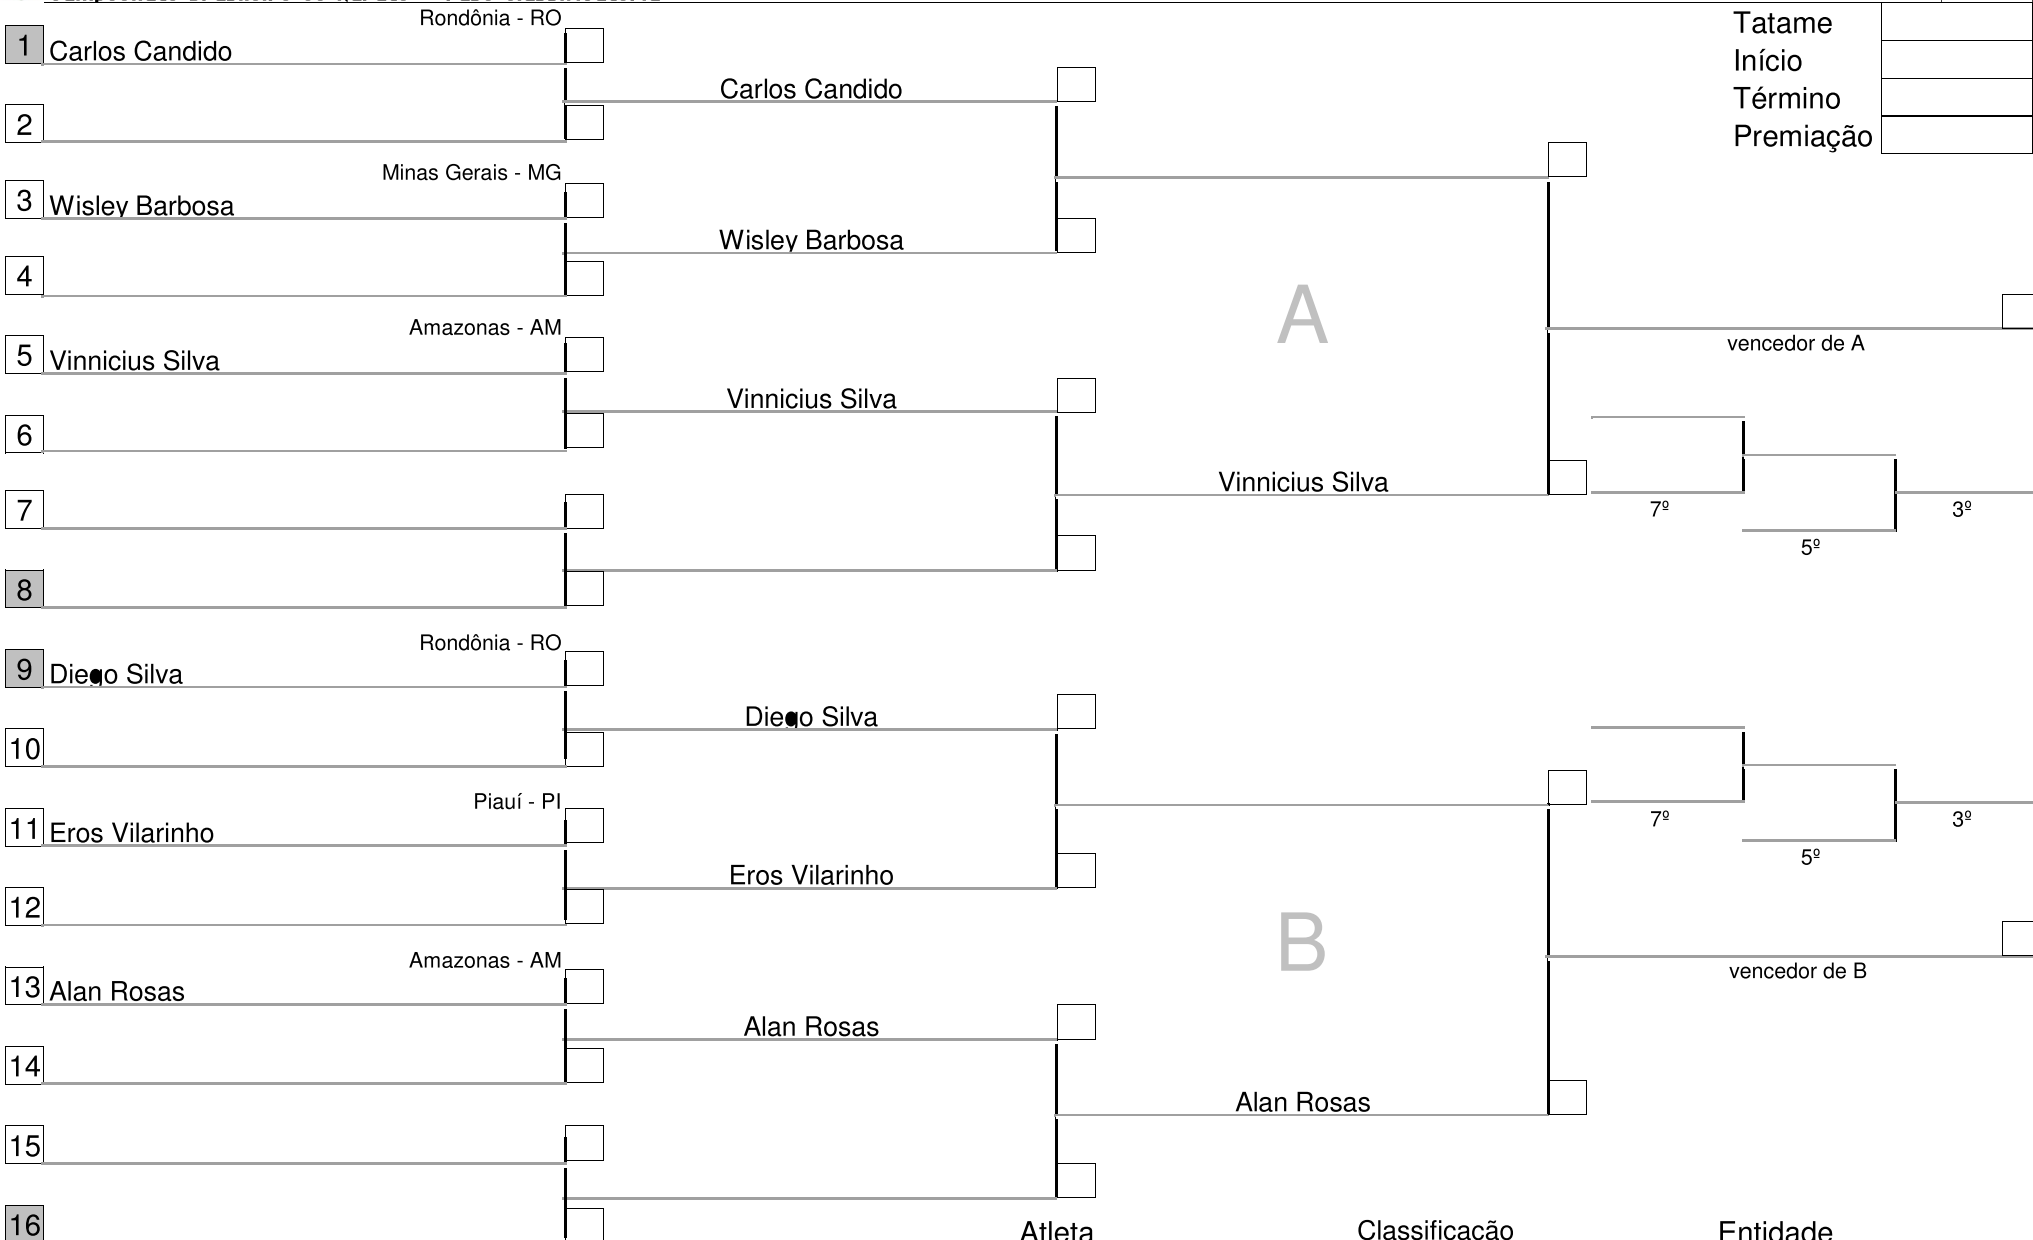 Rondônia - RO
1 Carlos Candido
Carlos Candido
2
Minas Gerais - MG
3 Wisley Barbosa
Wisley Barbosa
4
Amazonas - AM
5 Vinnicius Silva
Vinnicius Silva
6
7
Vinnicius Silva
8
A
Tatame
Início
Término
Premiação
vencedor de A
7º
3º
5º
Rondônia - RO
9 Diego Silva
Diego Silva
10
Piauí - PI
11 Eros Vilarinho
Eros Vilarinho
12
Amazonas - AM
13 Alan Rosas
Alan Rosas
14
Alan Rosas
15
16
B
7º
3º
5º
vencedor de B
Atleta Classificação Entidade